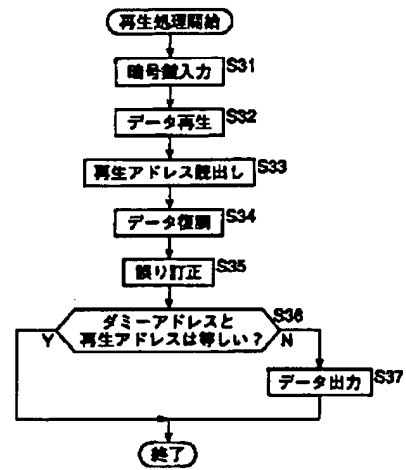 再生処理開始
暗号鍵入力 S31
データ再生 S32
再生アドレス読出し S33
データ復調 S34
誤り訂正 S35
ダミーアドレスと S36
再生アドレスは等しい？
Y
N
データ出力 S37
終了